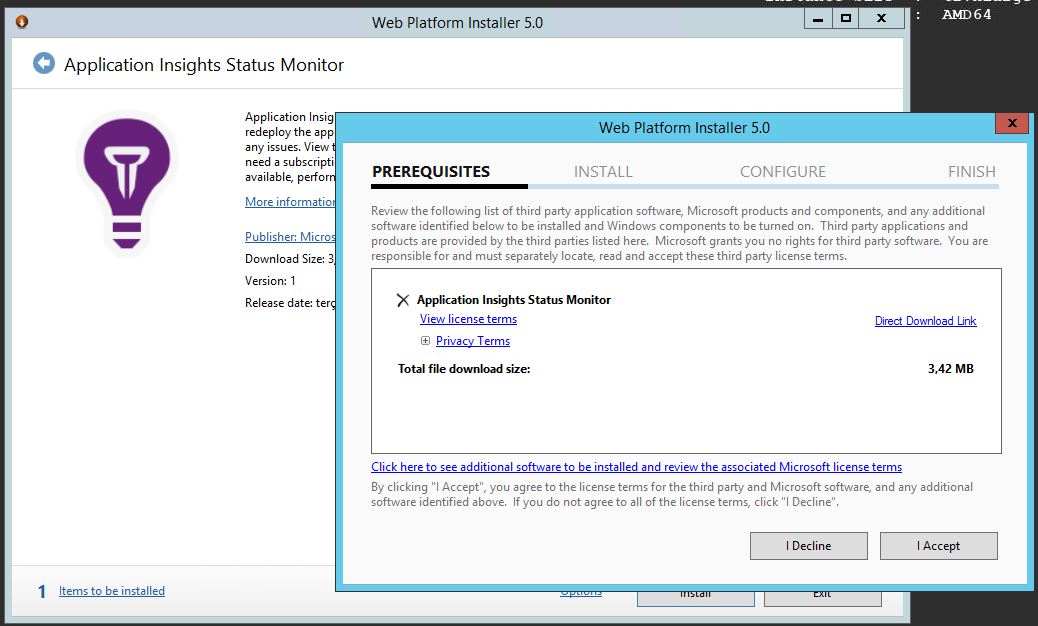 : AMD64
Web Platform Installer 5.0
Application Insights Status Monitor
Application Insig
redeploy the app
any issues. View t
need a subscripti
available, perform
More information
Publisher: Micros
Download Size: 3,
Version: 1
Release date: terç
Web Platform Installer 5.0
PREREQUISITES INSTALL CONFIGURE FINISH
Review the following list of third party application software, Microsoft products and components, and any additional
software identified below to be installed and Windows components to be turned on. Third party applications and
products are provided by the third parties listed here. Microsoft grants you no rights for third party software. You are
responsible for and must separately locate, read and accept these third party license terms.
Application Insights Status Monitor
View license terms
Direct Download Link
Privacy Terms
Total file download size: 3,42 MB
Click here to see additional software to be installed and review the associated Microsoft license terms
By clicking "I Accept", you agree to the license terms for the third party and Microsoft software, and any additional
software identified above. If you do not agree to all of the license terms, click "I Decline".
I Decline I Accept
1 Items to be installed
Options Install Exit